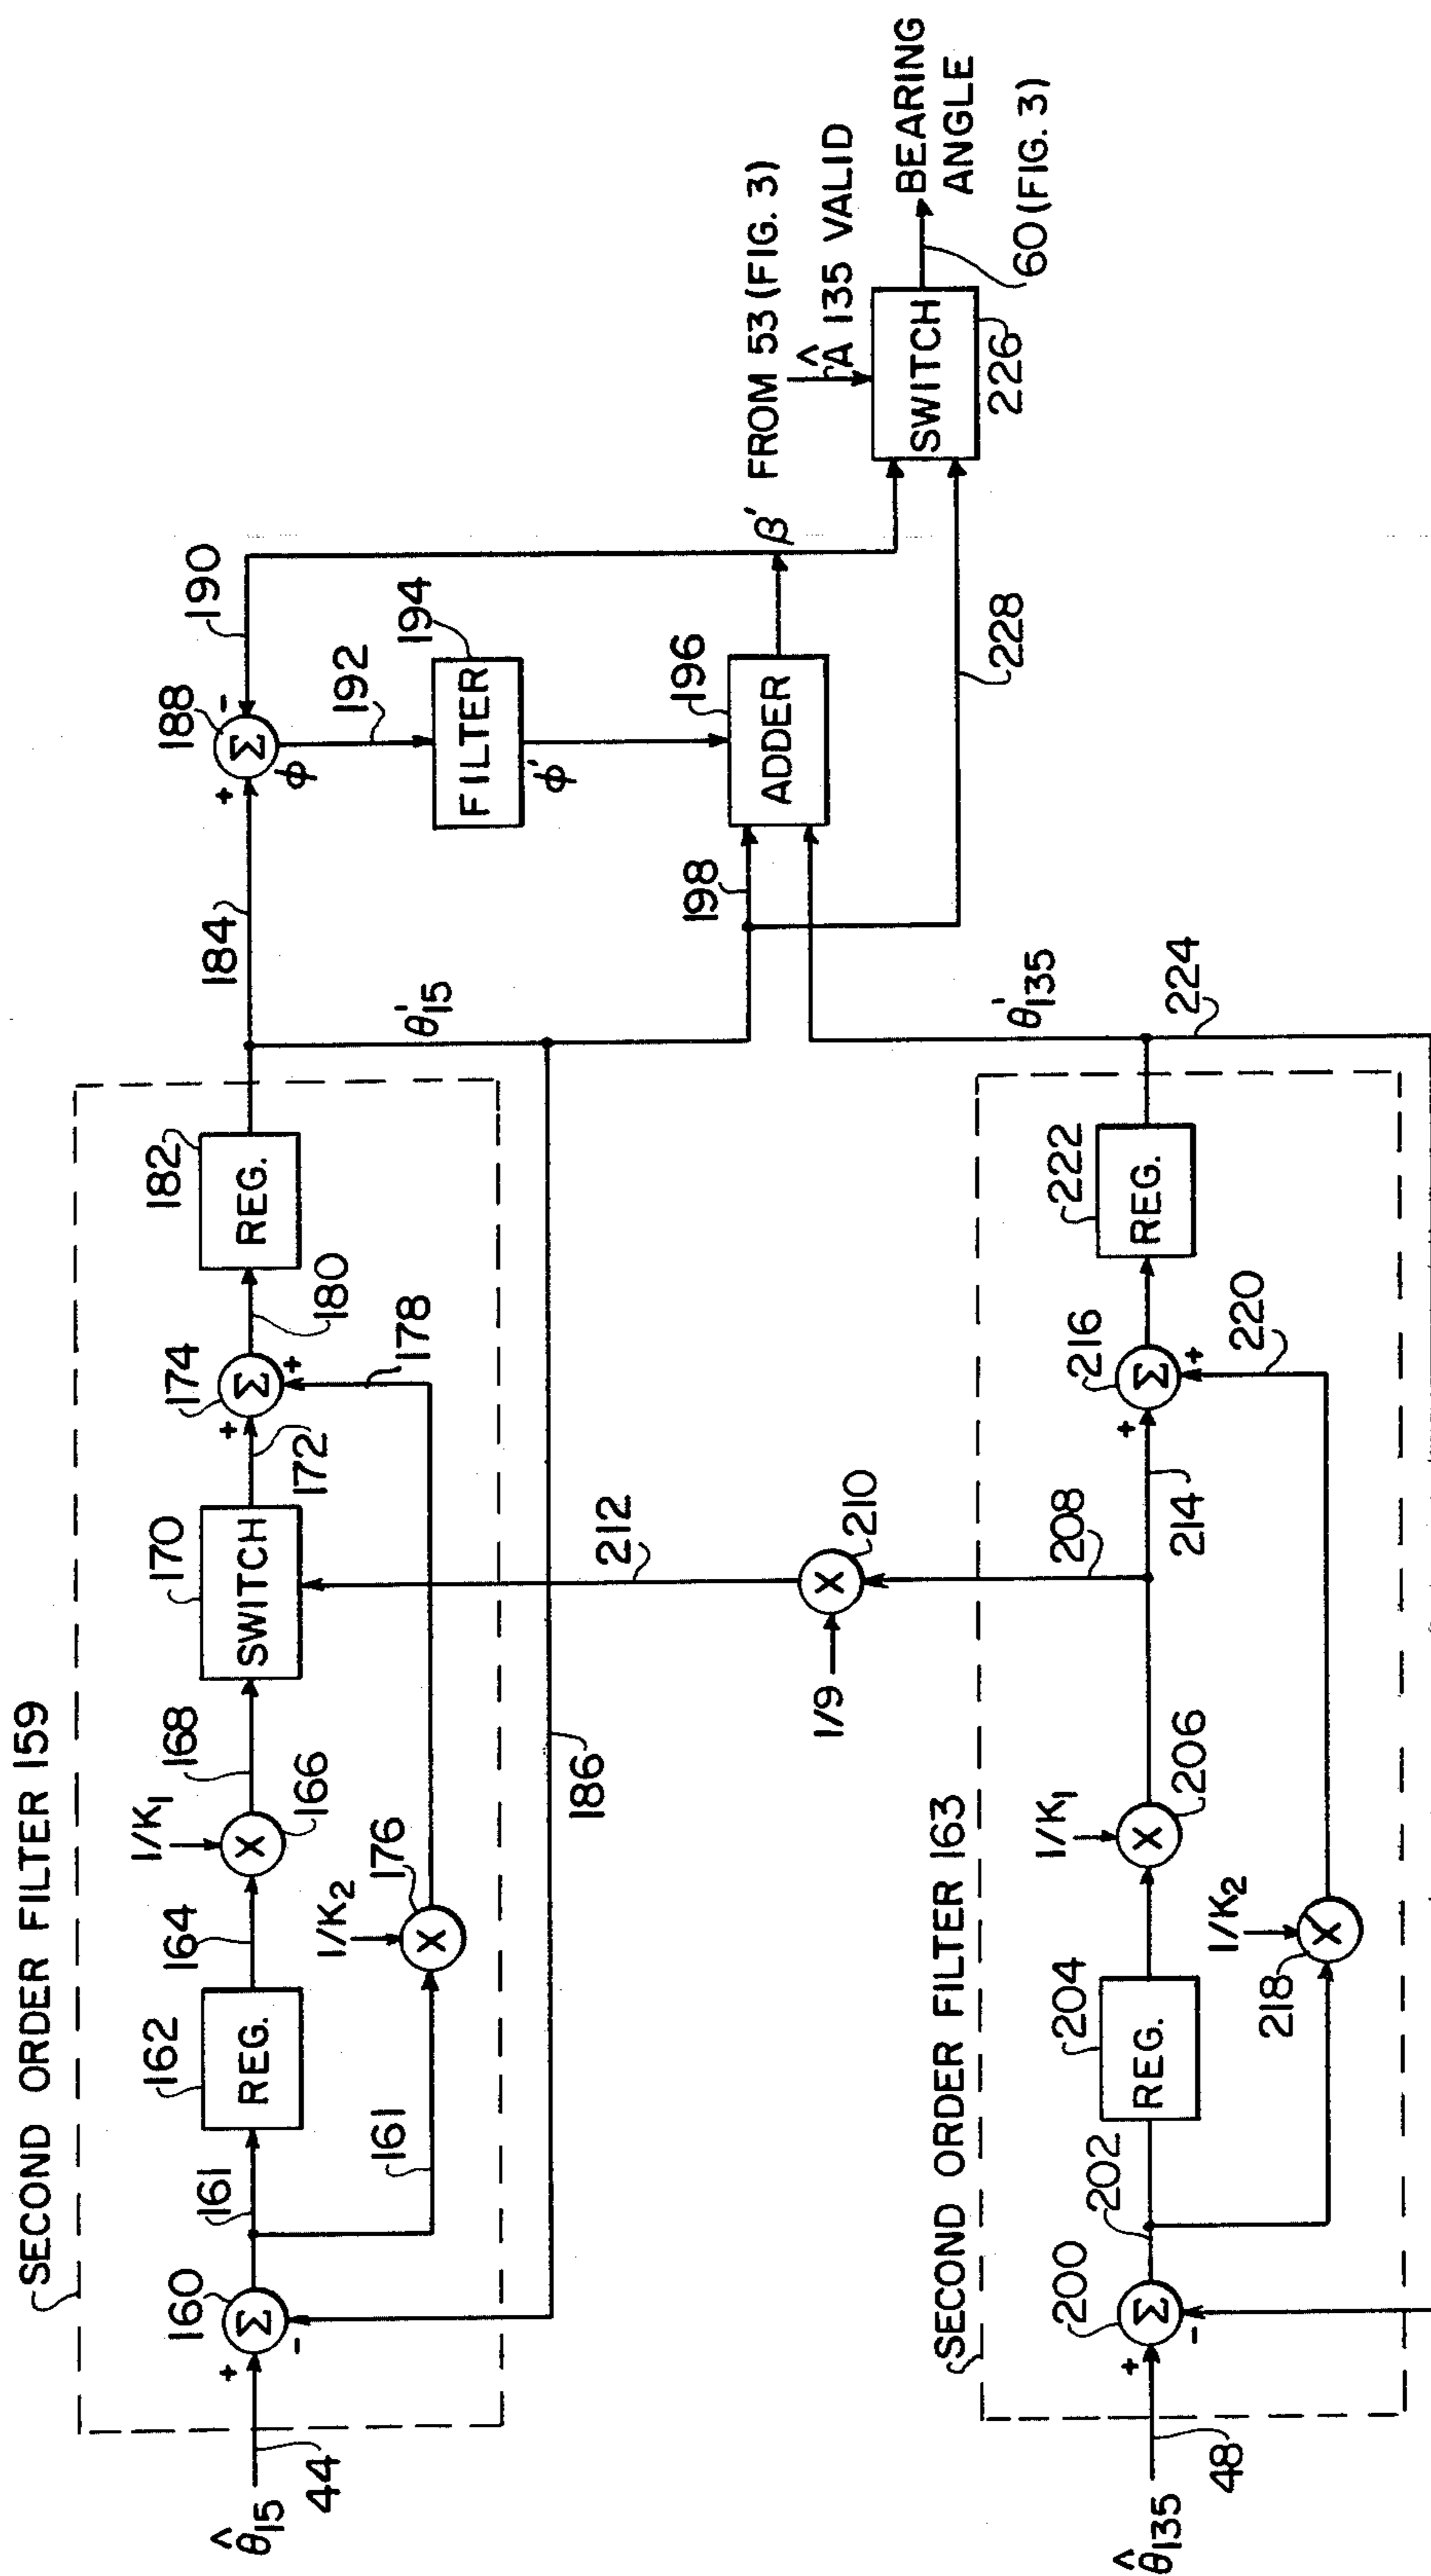 SECOND ORDER FILTER 159
θ̂15
44
+
160
Σ
-
161
161
162
REG.
164
1/K1
166
X
168
1/K2
176
X
170
SWITCH
172
+
174
Σ
+
178
180
182
REG.
184
186
θ'15
+
188
Σ
-
190
ϕ
192
194
FILTER
ϕ'
196
ADDER
198
β'
FROM 53 (FIG. 3)
Â 135 VALID
SWITCH
226
228
BEARING
ANGLE
60 (FIG. 3)
1/9
X
210
212
208
SECOND ORDER FILTER 163
θ̂135
48
+
200
Σ
-
202
204
REG.
1/K1
206
X
1/K2
218
X
214
+
216
Σ
+
220
222
REG.
θ'135
224